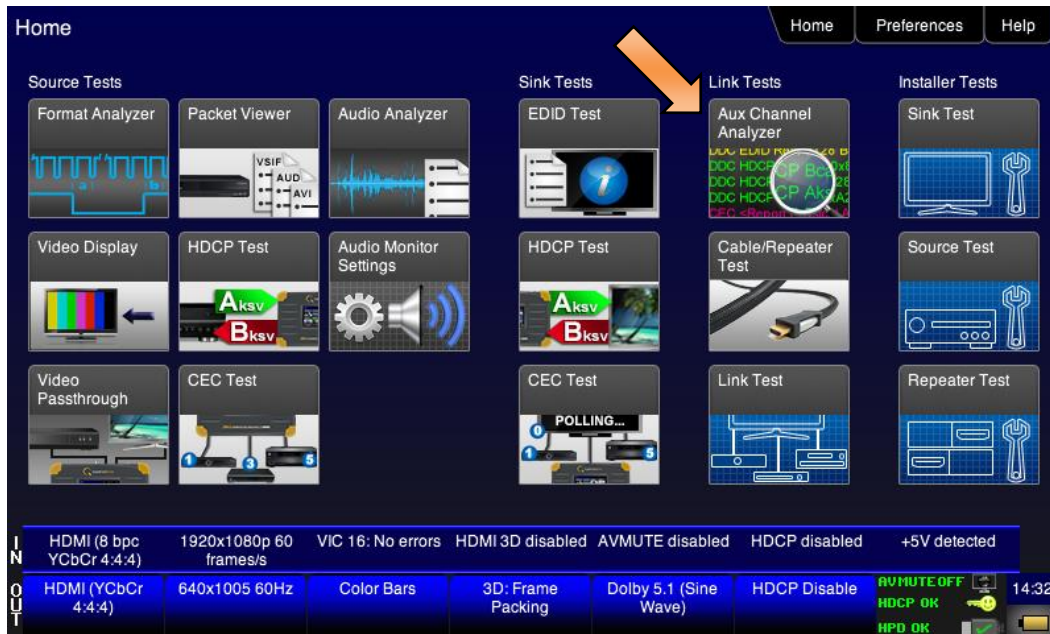 Home
Home Preferences Help
Source Tests
Sink Tests
Link Tests
Installer Tests
Format Analyzer
Packet Viewer
VSIF
AUD
AVI
Audio Analyzer
EDID Test
i
Aux Channel
Analyzer
DDC HDCP
DDC HDCP
DDC HDCP
CP Aks
Sink Test
Video Display
HDCP Test
Aksv
Bksv
Audio Monitor
Settings
HDCP Test
Aksv
Bksv
Cable/Repeater
Test
Source Test
Video
Passthrough
CEC Test
1 3 5
CEC Test
POLLING...
0
1 3 5
Link Test
Repeater Test
IN
HDMI (8 bpc
YCbCr 4:4:4)
1920x1080p 60
frames/s
VIC 16: No errors
HDMI 3D disabled
AVMUTE disabled
HDCP disabled
+5V detected
OUT
HDMI (YCbCr
4:4:4)
640x1005 60Hz
Color Bars
3D: Frame
Packing
Dolby 5.1 (Sine
Wave)
HDCP Disable
AVMUTE OFF
HDCP OK
HPD OK
14:32